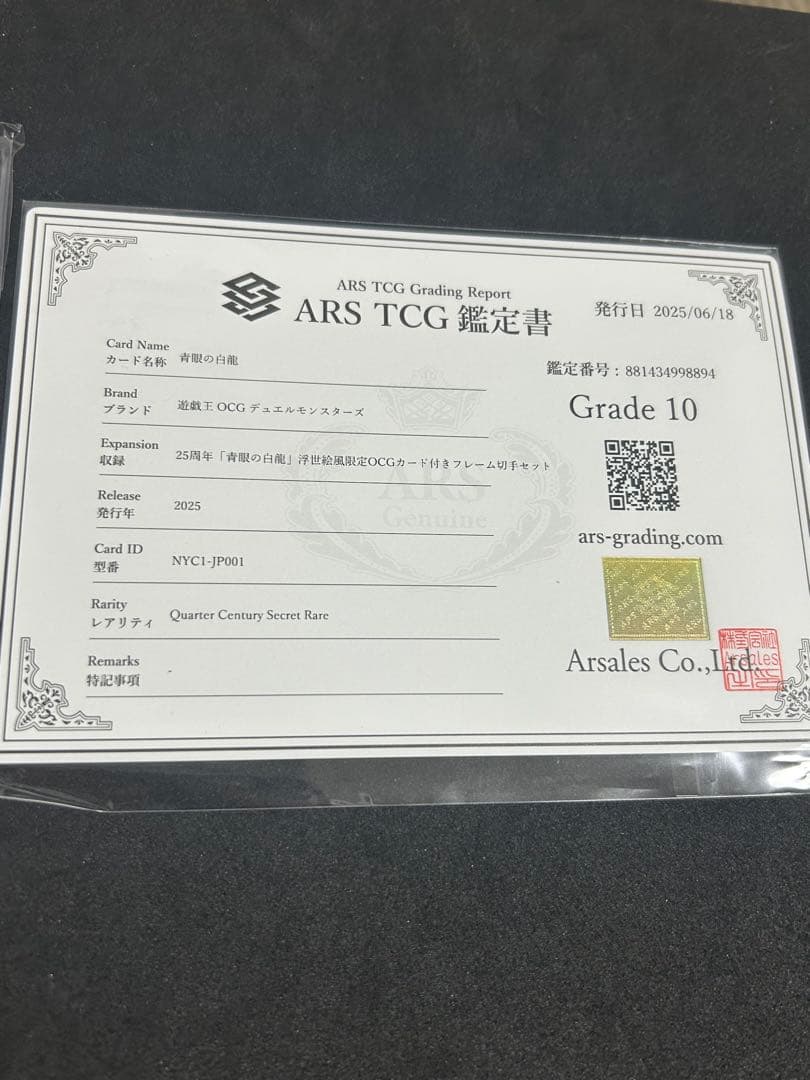 ARS TCG Grading Report
ARS TCG 鑑定書
発行日 2025/06/18
Card Name
カード名称 青眼の白龍
鑑定番号 : 881434998894
Brand
ブランド 遊戯王 OCG デュエルモンスターズ
Grade 10
Expansion
収録 25周年「青眼の白龍」浮世絵風限定OCGカード付きフレーム切手セット
ARS
Genuine
Release
発行年 2025
ars-grading.com
Card ID
型番 NYC1-JP001
Rarity
レアリティ Quarter Century Secret Rare
Arsales Co.,Ltd.
Remarks
特記事項 -